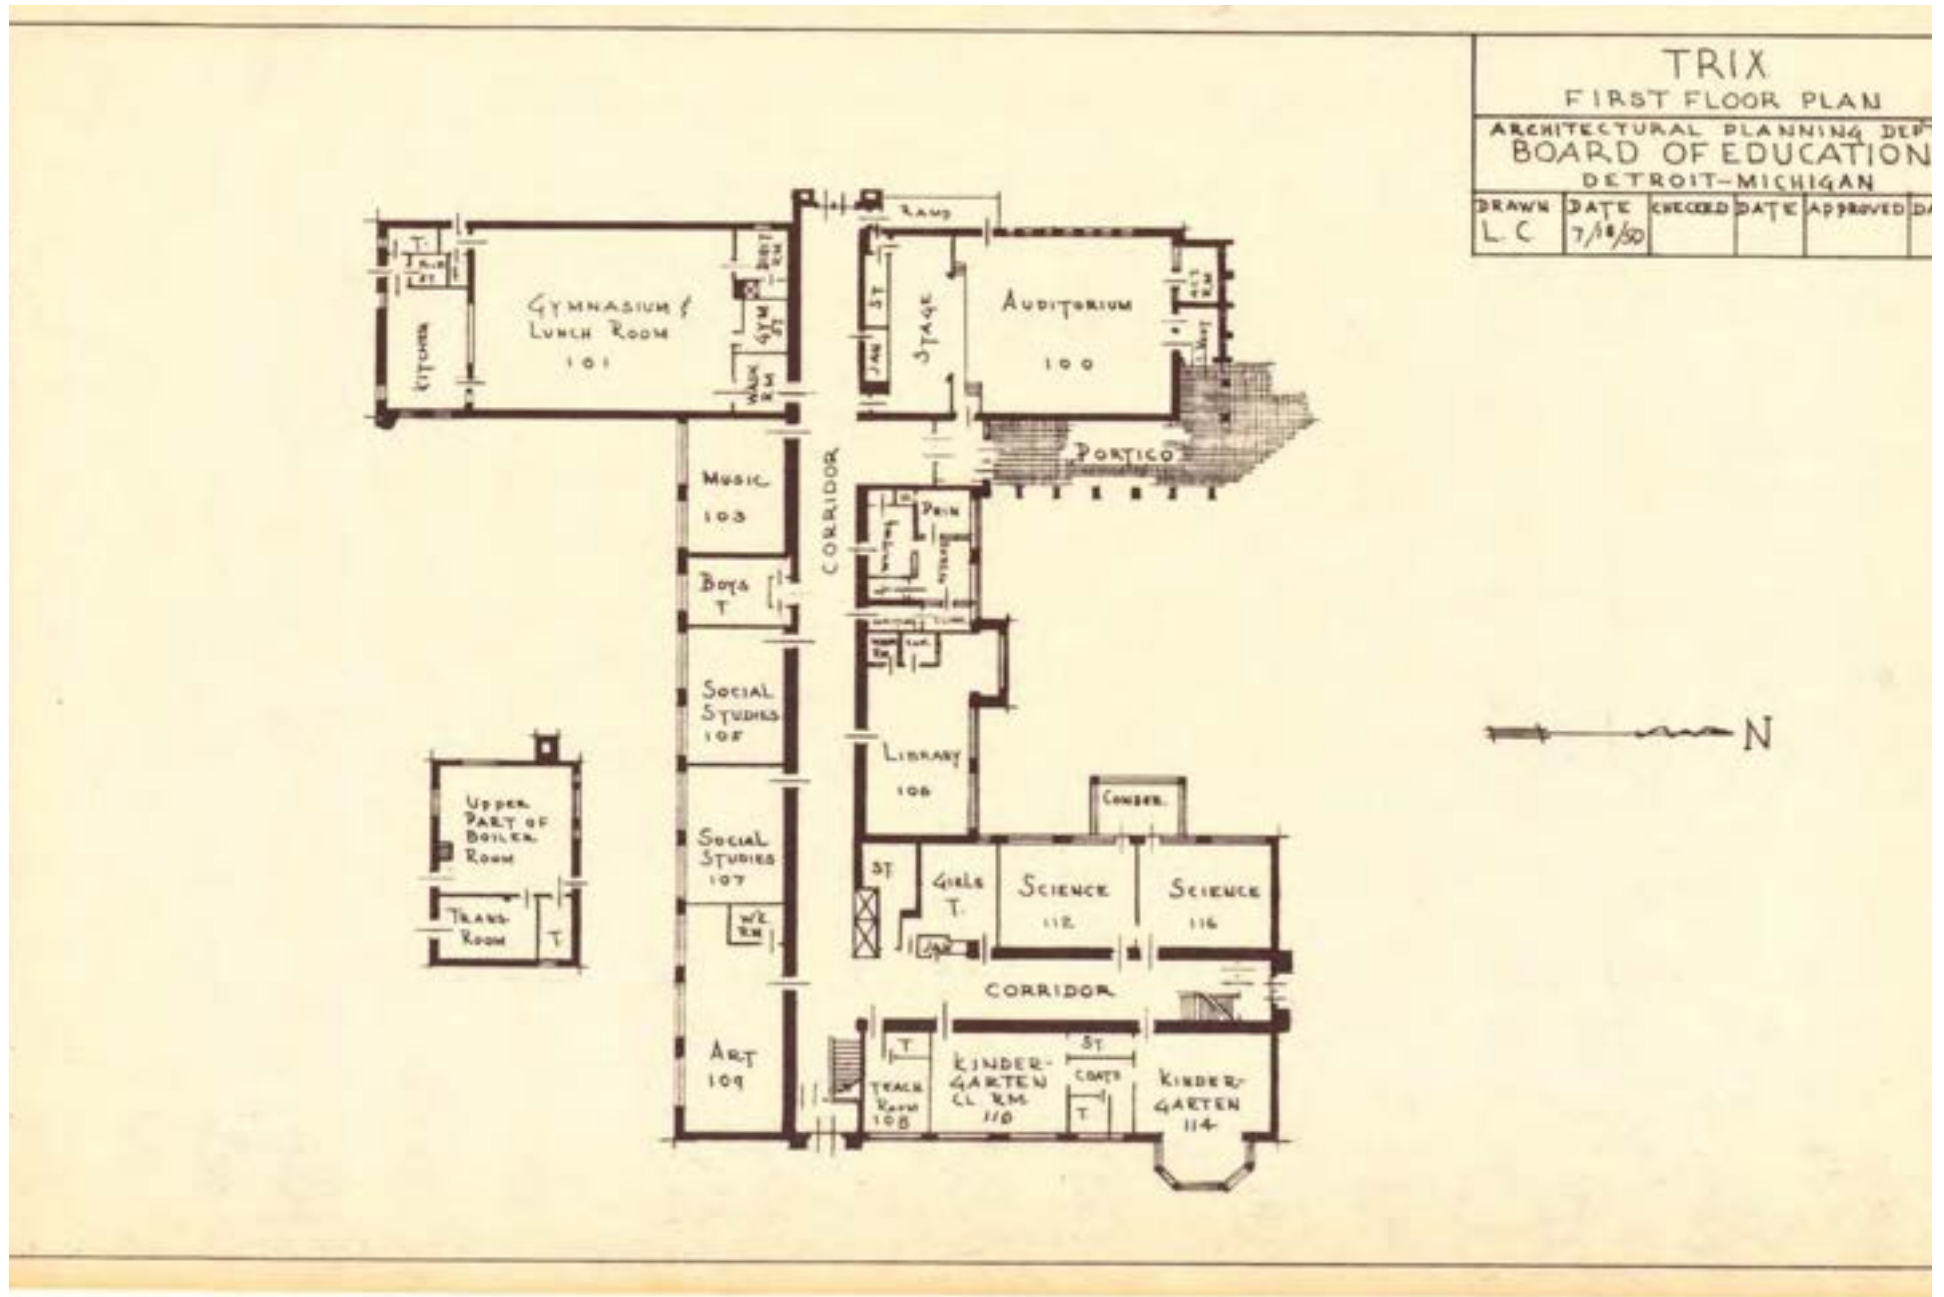 TRIX
FIRST FLOOR PLAN
ARCHITECTURAL PLANNING DEPT
BOARD OF EDUCATION
DETROIT-MICHIGAN
DRAWN DATE CHECKED DATE APPROVED DA
L.C 7/18/50
RAMP
T.
KITCHEN
GYMNASIUM &
LUNCH ROOM
101
GYM
ST
WASH
RM
ST
JAN
STAGE
AUDITORIUM
100
PORTICO
CORRIDOR
MUSIC
103
BOYS
T
PRIN
WAITING
SOCIAL
STUDIES
105
LIBRARY
106
SOCIAL
STUDIES
107
WK.
RM
UPPER
PART OF
BOILER
ROOM
TRANS
ROOM
T.
N
CONSER.
ST.
GIRLS
T.
JAN
SCIENCE
112
SCIENCE
116
CORRIDOR
ART
109
T
TEACH
ROOM
108
KINDER-
GARTEN
CL RM
110
ST.
COATS
T
KINDER-
GARTEN
114